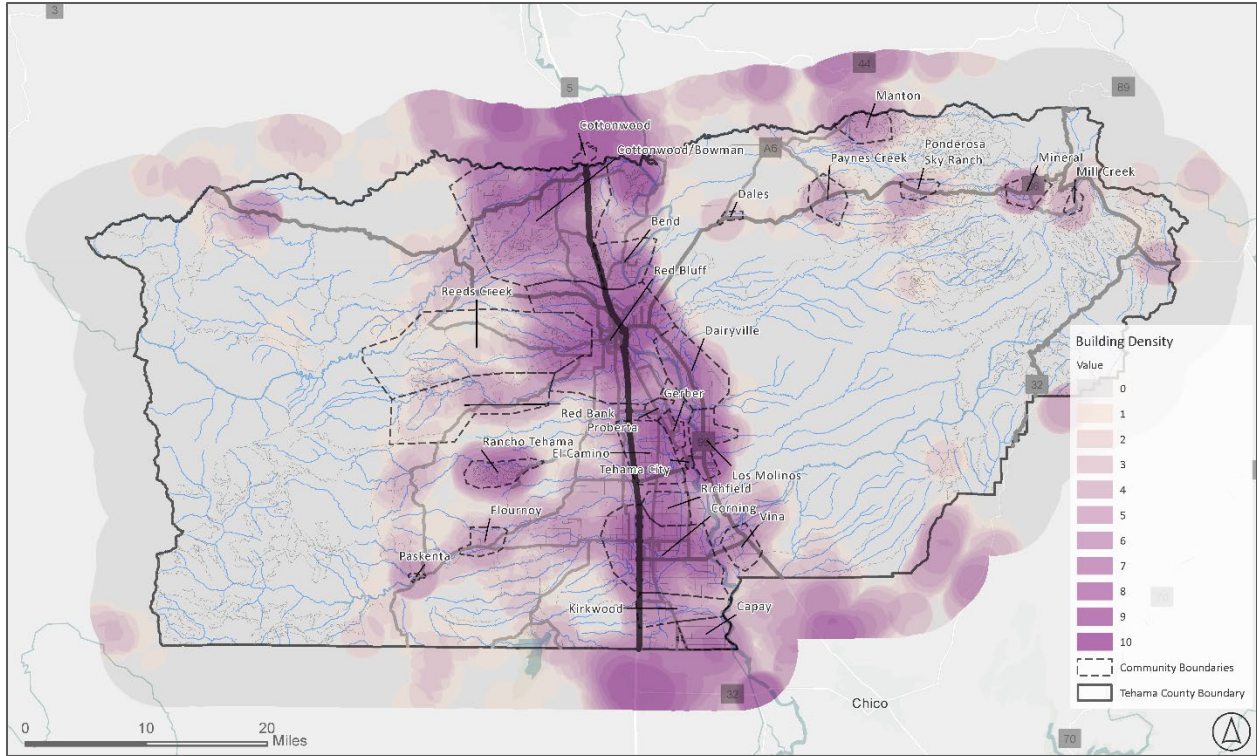 3
44
5
89
Manton
Cottonwood
Cottonwood/Bowman
A6
Paynes Creek
Ponderosa
Sky Ranch
Mineral
Mill Creek
Dales
Bend
Red Bluff
Reeds Creek
Dairyville
Gerber
Red Bank
Proberta
Rancho Tehama
El Camino
Tehama City
Los Molinos
Richfield
Flournoy
Corning
Vina
Paskenta
Kirkwood
Capay
32
32
Chico
70
70
Building Density
Value
0
1
2
3
4
5
6
7
8
9
10
Community Boundaries
Tehama County Boundary
0 10 20
Miles